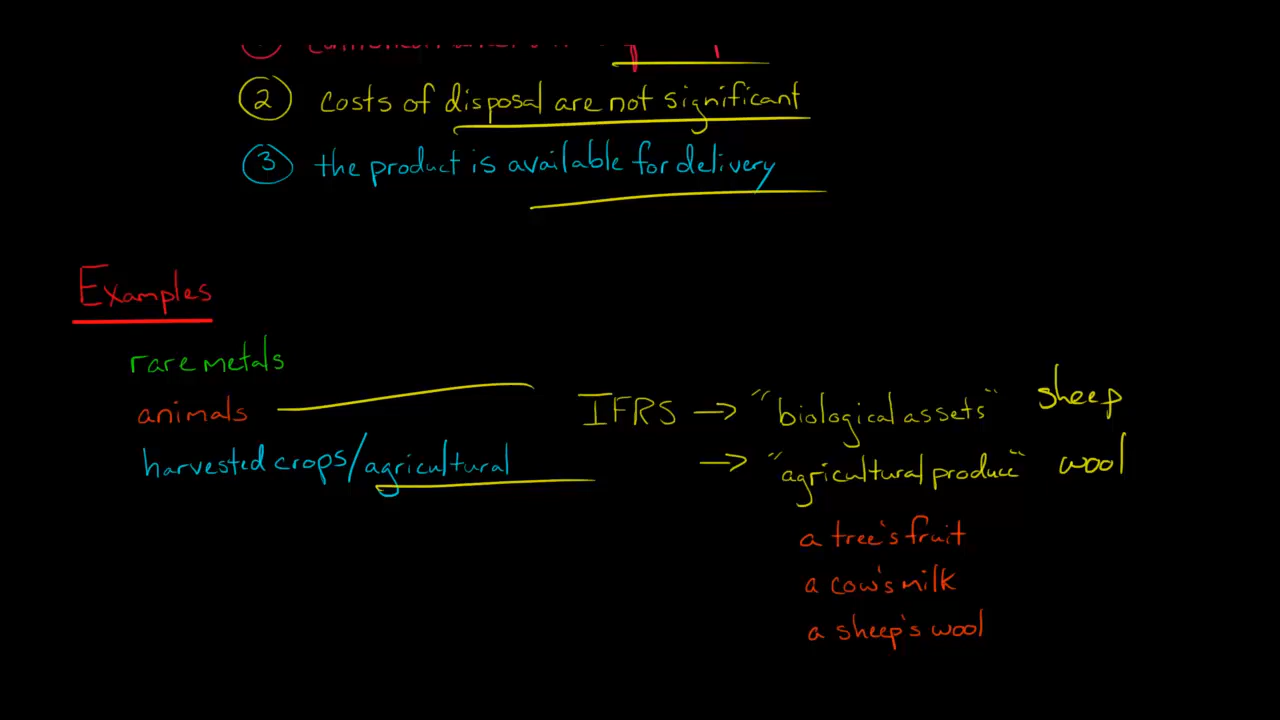 ② costs of disposal are not significant
③ the product is available for delivery
Examples
rare metals
animals
IFRS → "biological assets" sheep
harvested crops/agricultural
→ "agricultural produce" wool
a tree's fruit
a cow's milk
a sheep's wool